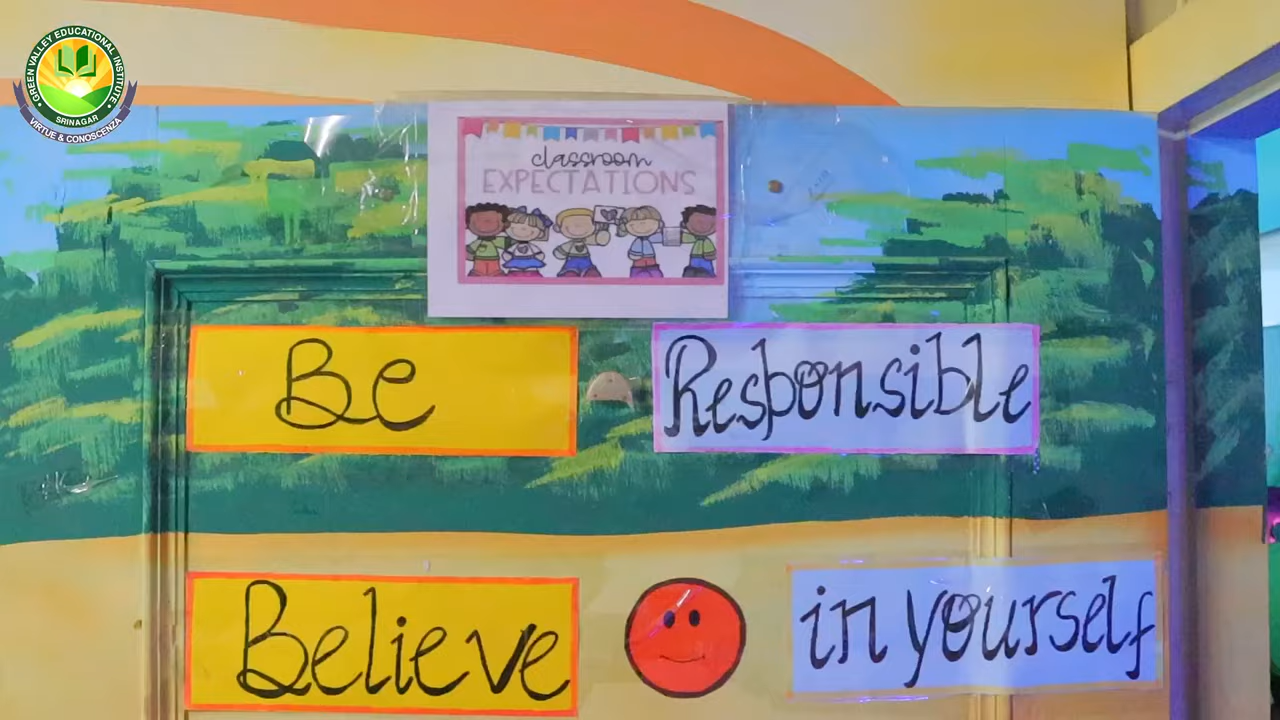 GREEN VALLEY EDUCATIONAL INSTITUTE
SRINAGAR
VIRTUE & CONOSCENZA
classroom
EXPECTATIONS
Be Responsible
Believe in yourself